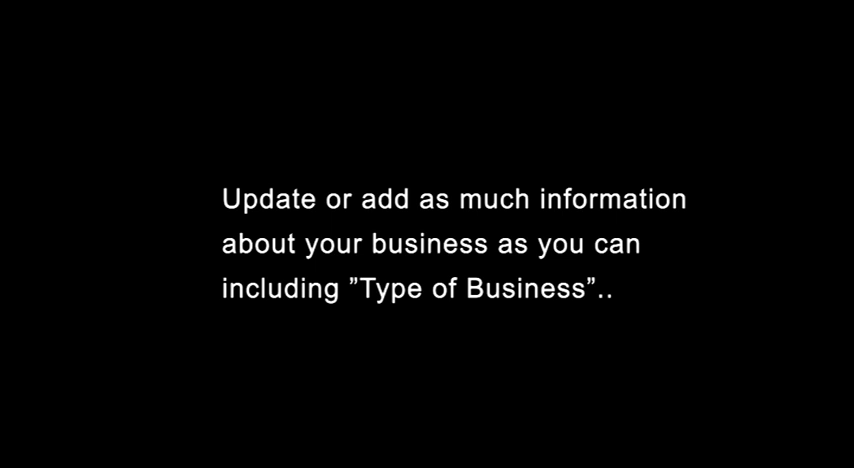 Update or add as much information
about your business as you can
including ”Type of Business”..